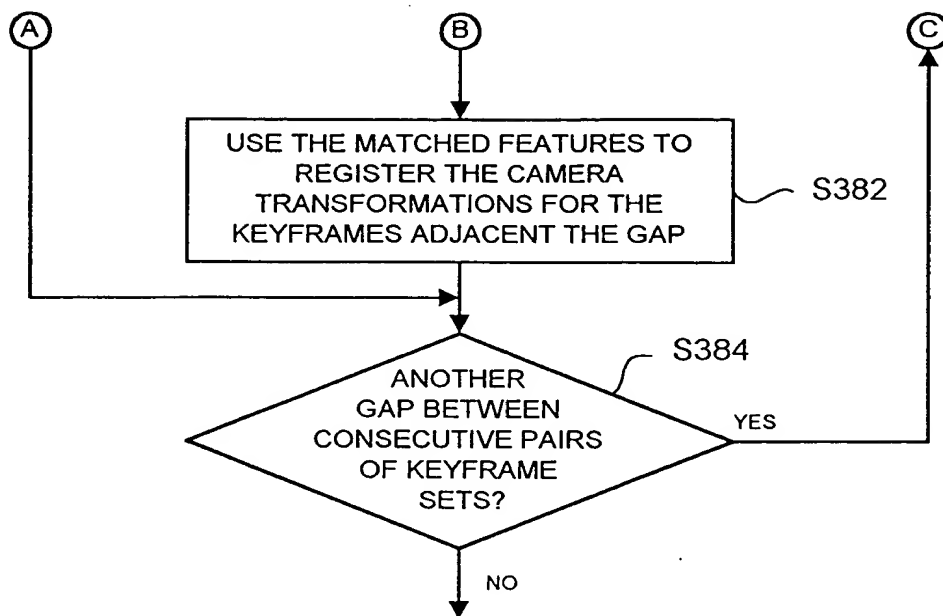 A
B
C
USE THE MATCHED FEATURES TO
REGISTER THE CAMERA
TRANSFORMATIONS FOR THE
KEYFRAMES ADJACENT THE GAP
S382
S384
ANOTHER
GAP BETWEEN
CONSECUTIVE PAIRS
OF KEYFRAME
SETS?
YES
NO